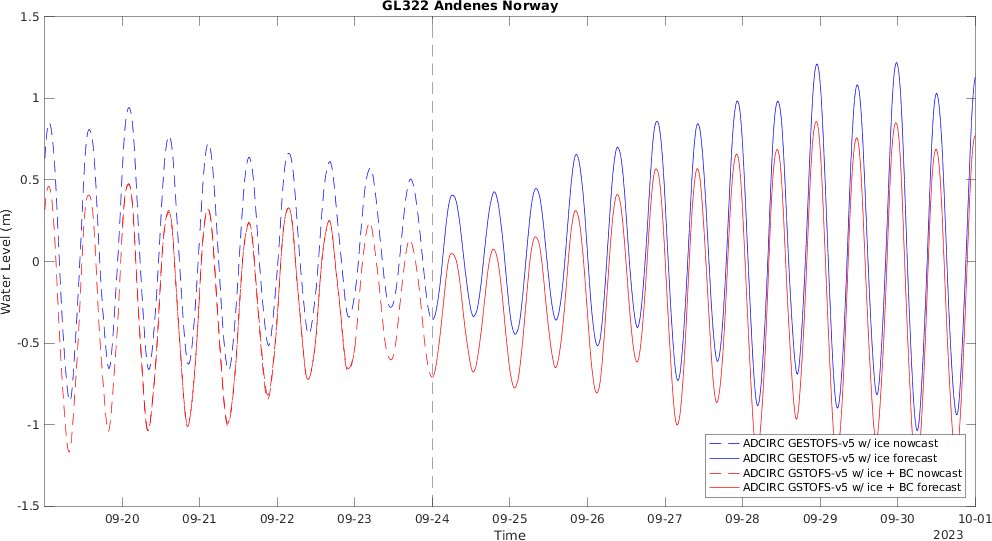 GL322 Andenes Norway
1.5
1
0.5
0
-0.5
-1
-1.5
Water Level (m)
ADCIRC GESTOFS-v5 w/ ice nowcast
ADCIRC GESTOFS-v5 w/ ice forecast
ADCIRC GSTOFS-v5 w/ ice + BC nowcast
ADCIRC GSTOFS-v5 w/ ice + BC forecast
09-20 09-21 09-22 09-23 09-24 09-25 09-26 09-27 09-28 09-29 09-30 10-01
2023
Time